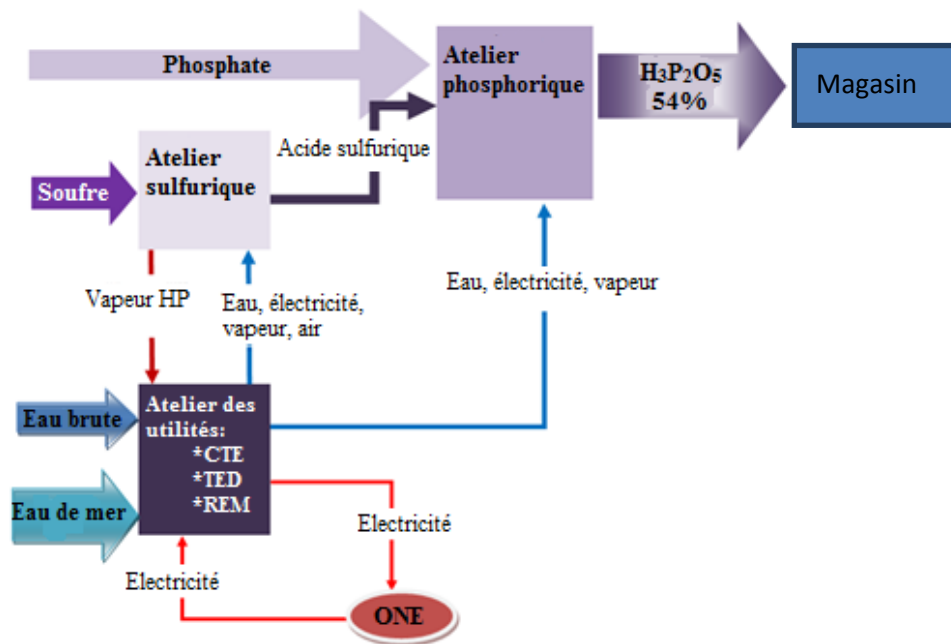 Phosphate
Atelier
phosphorique
H₃P₂O₅
54%
Magasin
Acide sulfurique
Atelier
sulfurique
Soufre
Vapeur HP
Eau, électricité,
vapeur, air
Eau, électricité, vapeur
Eau brute
Atelier des
utilités:
*CTE
*TED
*REM
Eau de mer
Electricité
Electricité
ONE